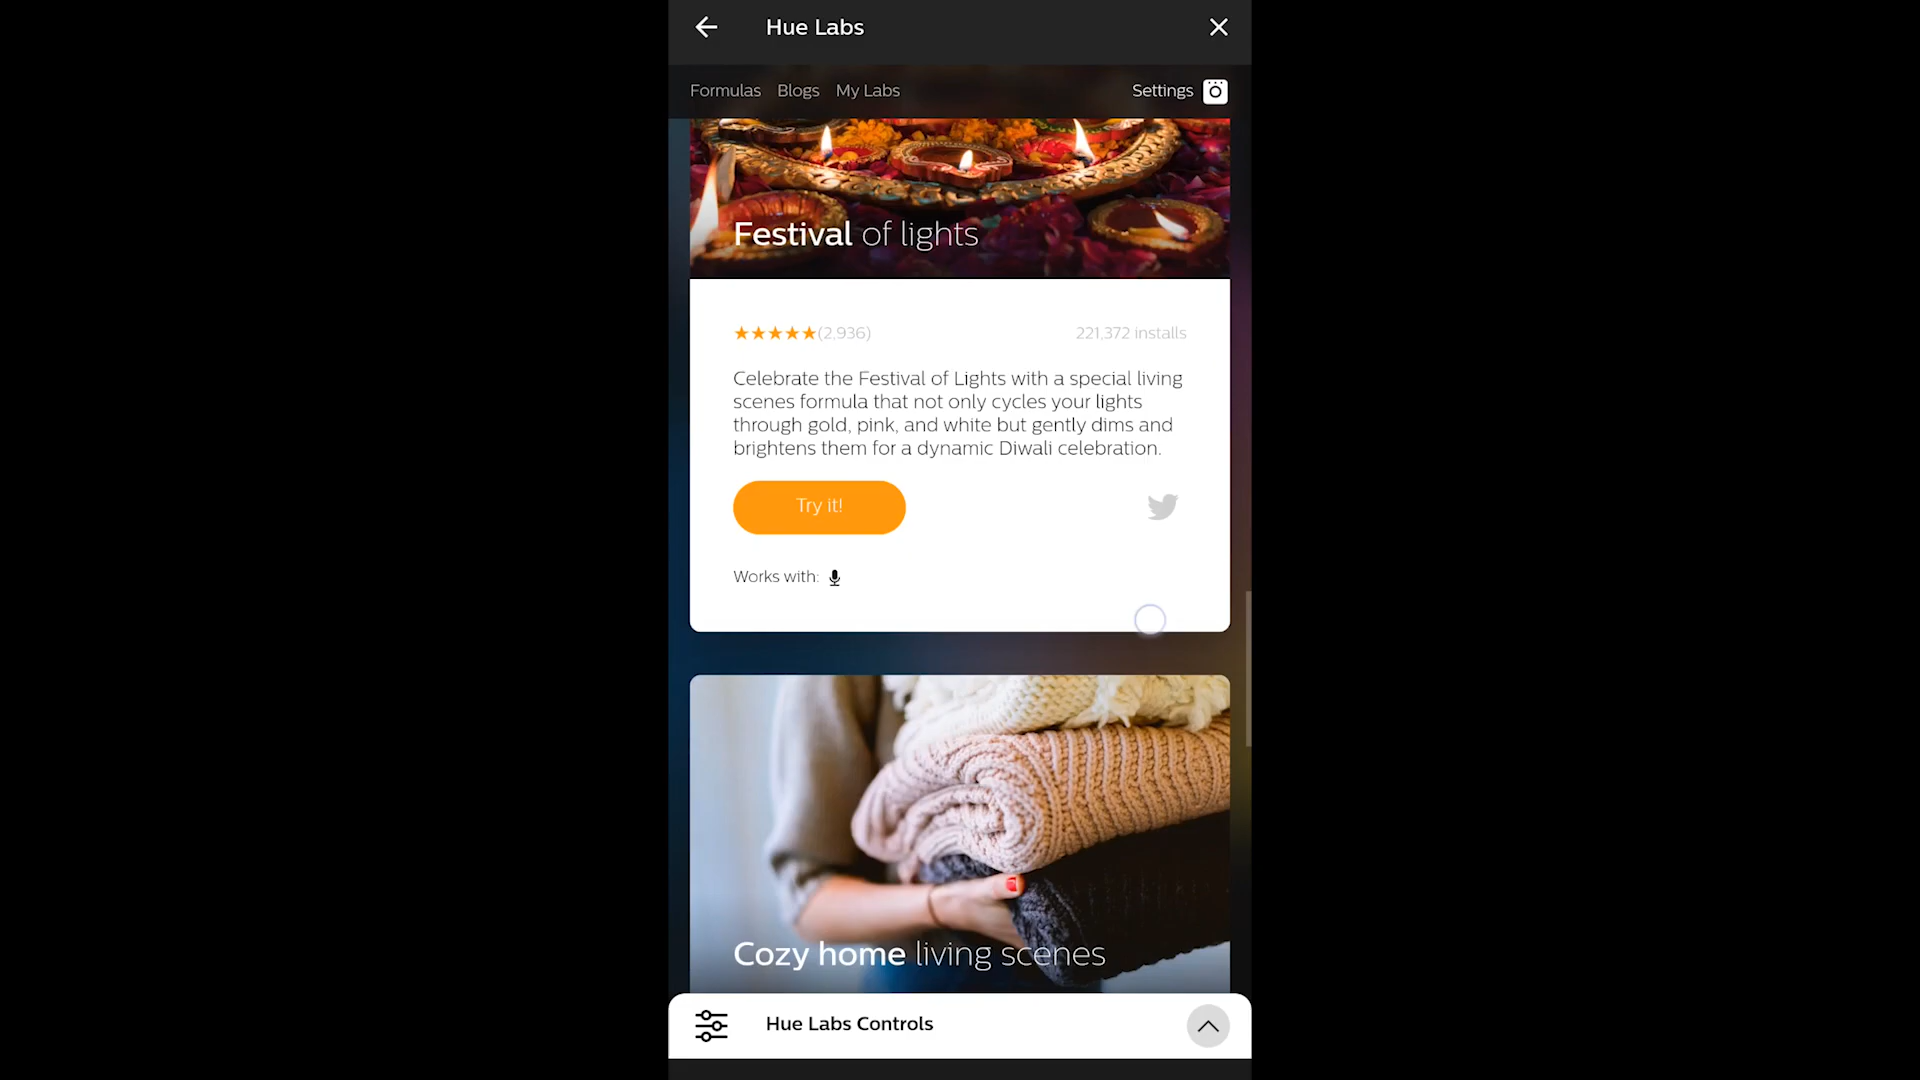 Hue Labs
Formulas Blogs My Labs Settings
Festival of lights
(2,936) 221,372 installs
Celebrate the Festival of Lights with a special living
scenes formula that not only cycles your lights
through gold, pink, and white but gently dims and
brightens them for a dynamic Diwali celebration.
Try it!
Works with:
Cozy home living scenes
Hue Labs Controls